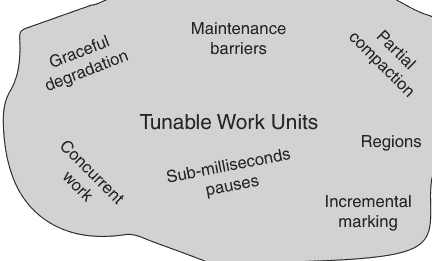 Graceful
degradation
Maintenance
barriers
Partial
compaction
Tunable Work Units
Concurrent
work
Sub-milliseconds
pauses
Regions
Incremental
marking